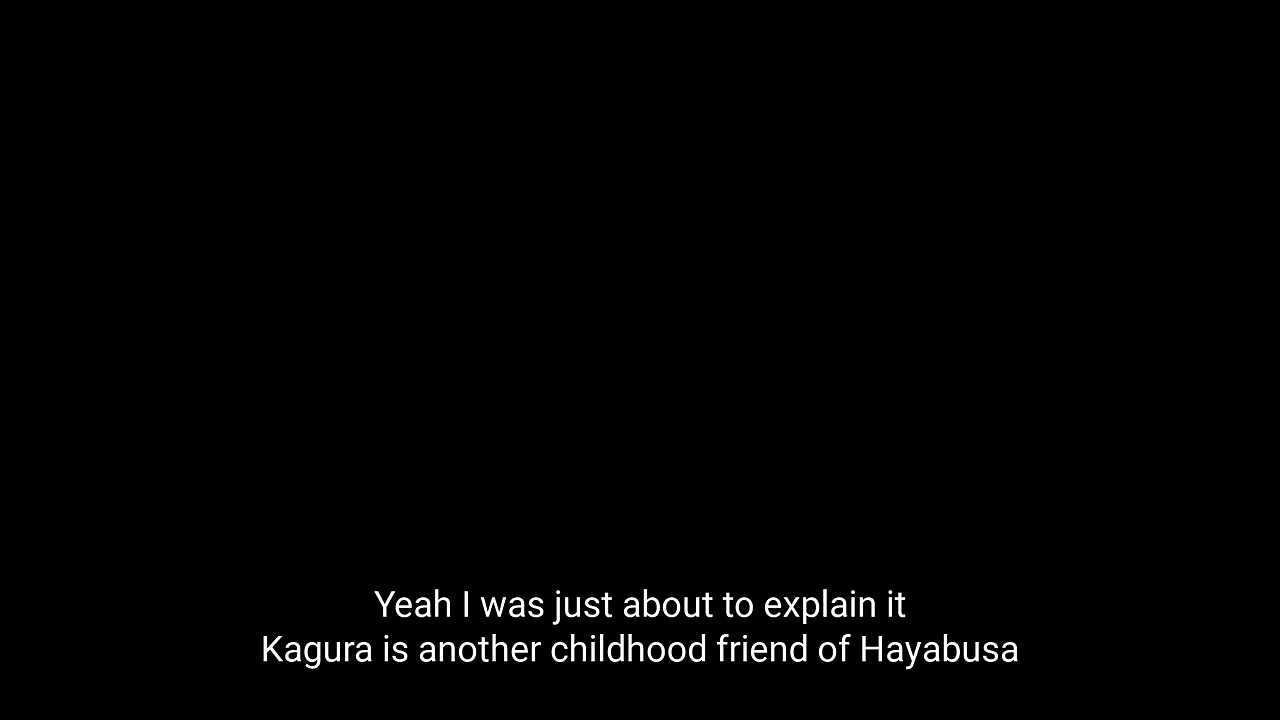 Yeah I was just about to explain it
Kagura is another childhood friend of Hayabusa